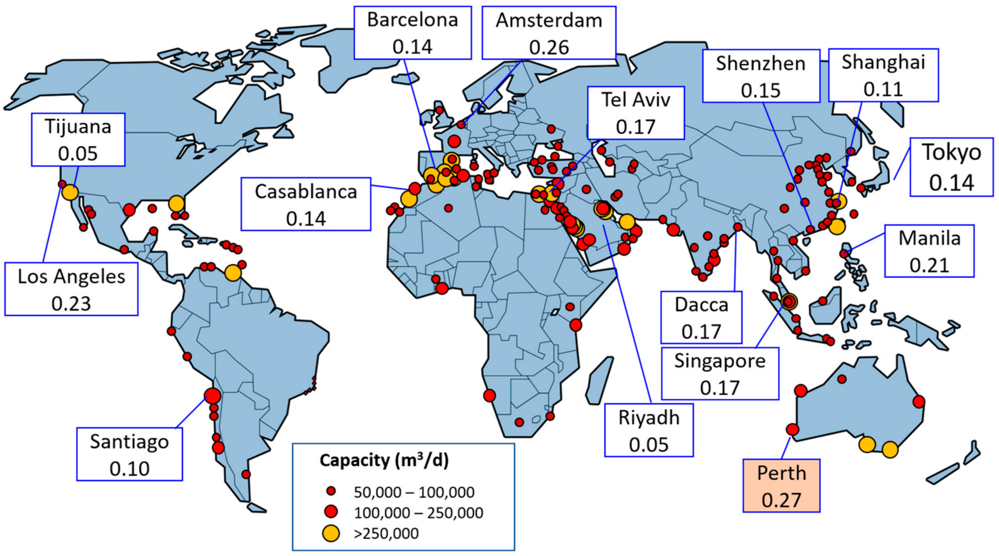 Barcelona
0.14
Amsterdam
0.26
Shenzhen
0.15
Shanghai
0.11
Tel Aviv
0.17
Tijuana
0.05
Tokyo
0.14
Casablanca
0.14
Manila
0.21
Los Angeles
0.23
Dacca
0.17
Singapore
0.17
Riyadh
0.05
Santiago
0.10
Perth
0.27
Capacity (m³/d)
50,000 – 100,000
100,000 – 250,000
>250,000